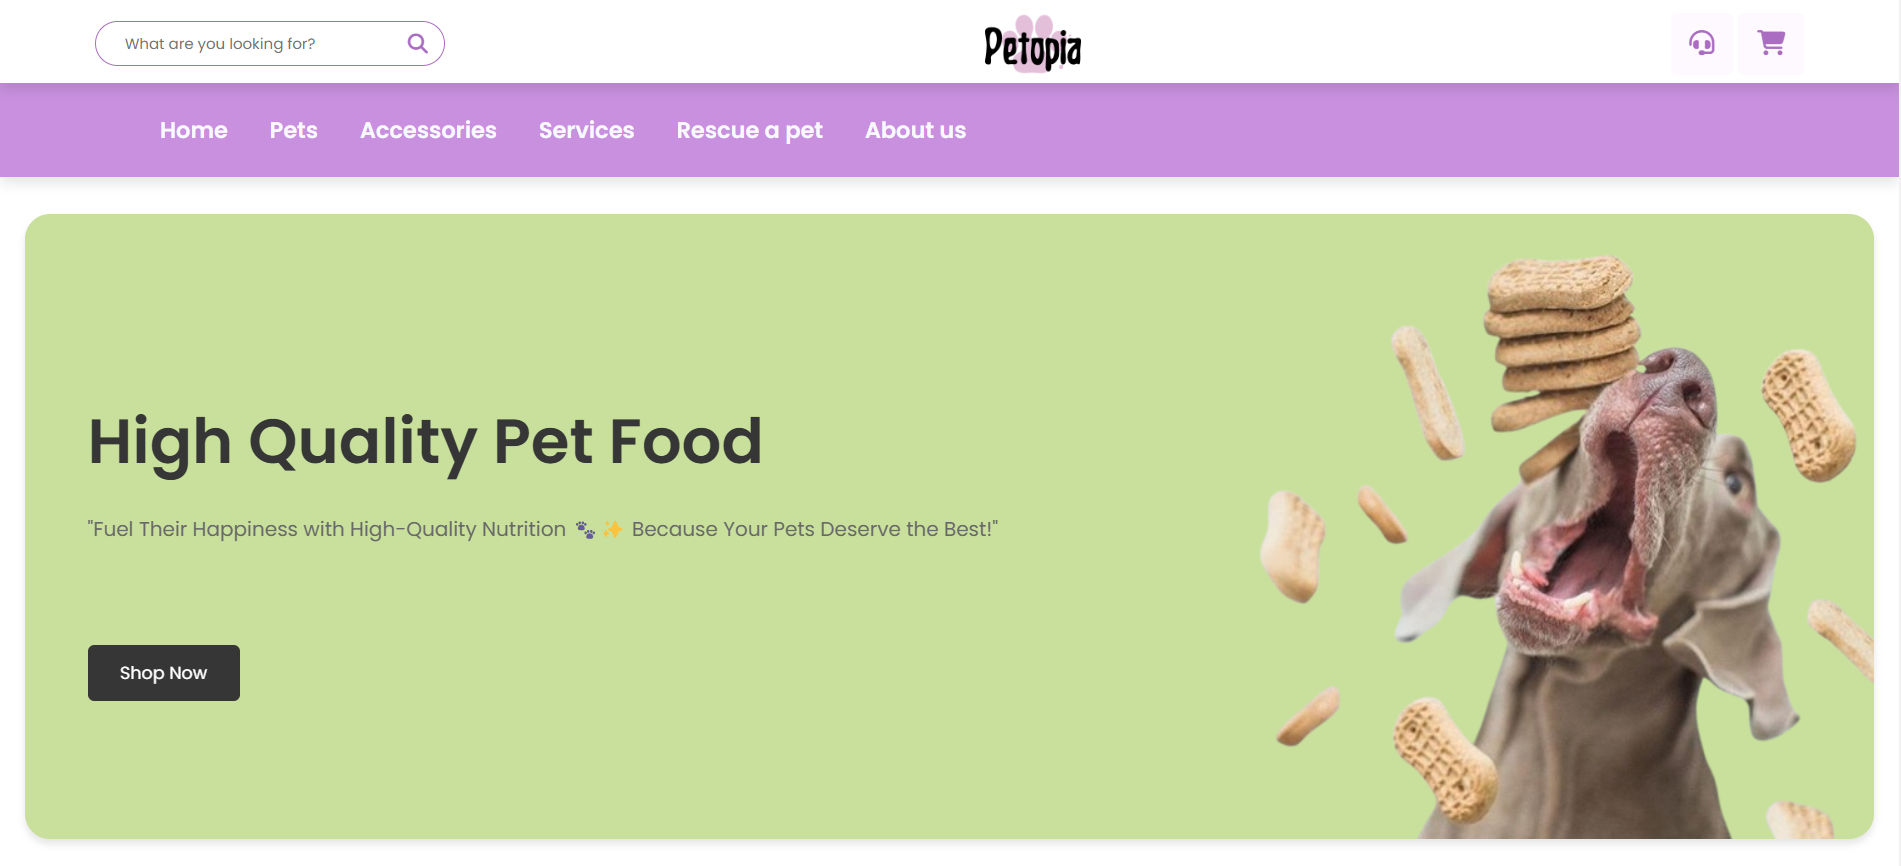 What are you looking for?
Petopia
Home Pets Accessories Services Rescue a pet About us
High Quality Pet Food
"Fuel Their Happiness with High-Quality Nutrition 🐾✨ Because Your Pets Deserve the Best!"
Shop Now